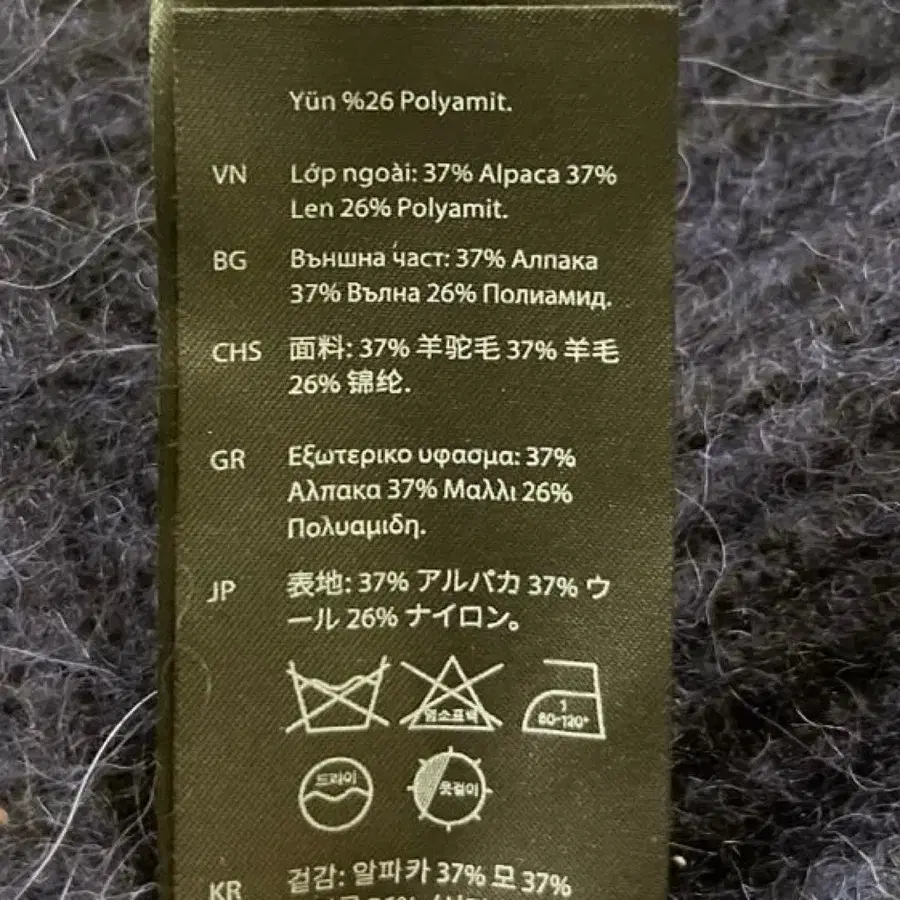 Yün %26 Polyamit.
VN Lớp ngoài: 37% Alpaca 37%
Len 26% Polyamit.
BG Външна част: 37% Алпака
37% Вълна 26% Полиамид.
CHS 面料: 37% 羊驼毛 37% 羊毛
26% 锦纶.
GR Εξωτερικο υφασμα: 37%
Αλπακα 37% Μαλλι 26%
Πολυαμιδη.
JP 表地: 37% アルパカ 37% ウ
ール 26% ナイロン。
염소표백
1
80-120°
드라이
옷걸이
KR 겉감: 알파카 37% 모 37%